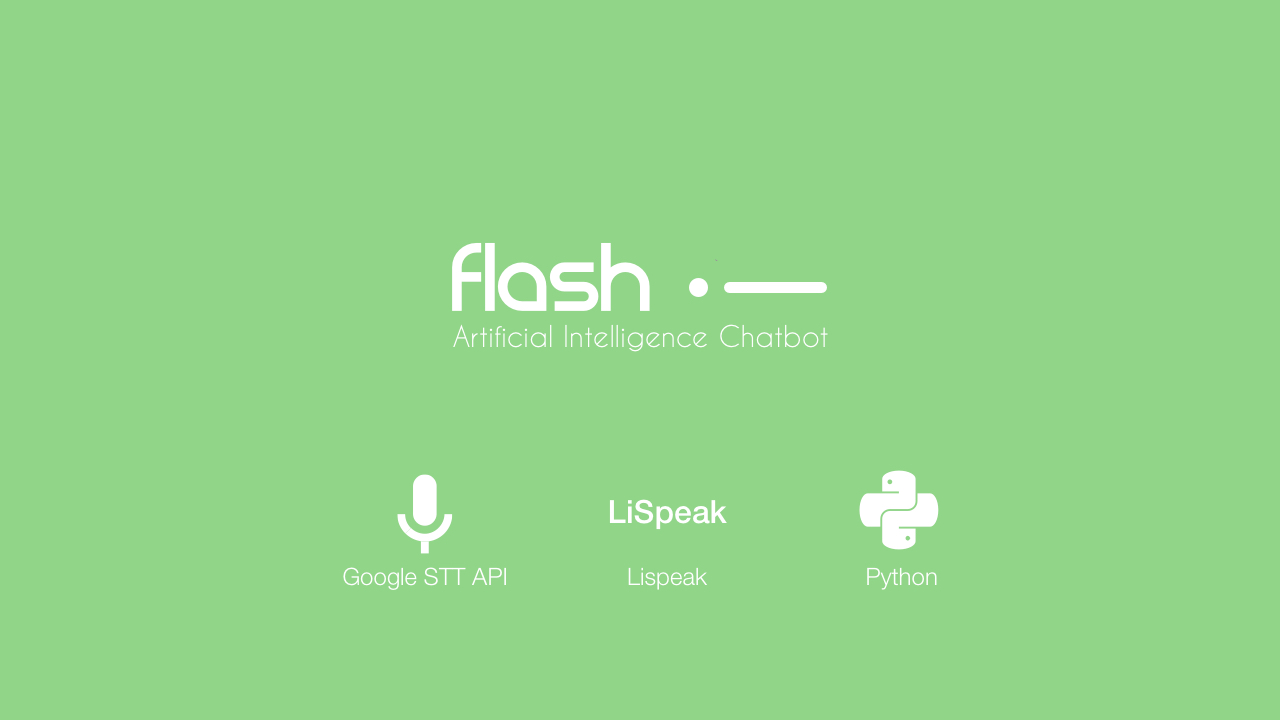 flash
Artificial Intelligence Chatbot
LiSpeak
Google STT API
Lispeak
Python